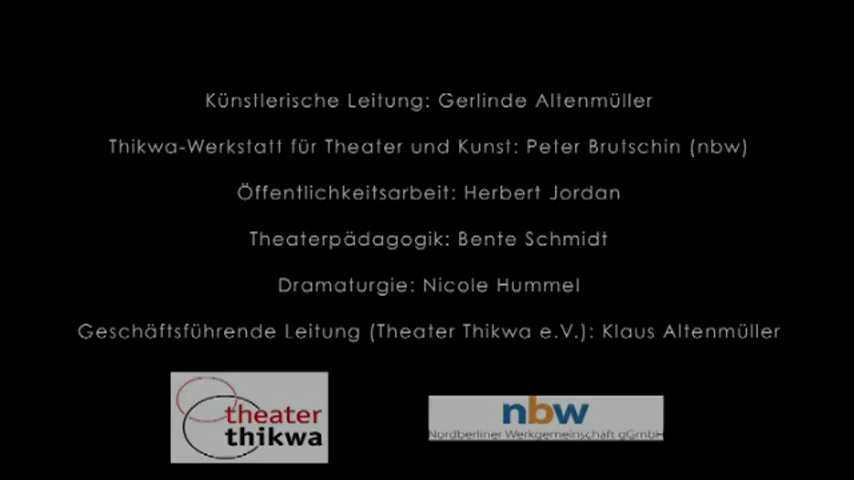 Künstlerische Leitung: Gerlinde Altenmüller
Thikwa-Werkstatt für Theater und Kunst: Peter Brutschin (nbw)
Öffentlichkeitsarbeit: Herbert Jordan
Theaterpädagogik: Bente Schmidt
Dramaturgie: Nicole Hummel
Geschäftsführende Leitung (Theater Thikwa e.V.): Klaus Altenmüller
theater
thikwa
nbw
Nordberliner Werkgemeinschaft gGmbH